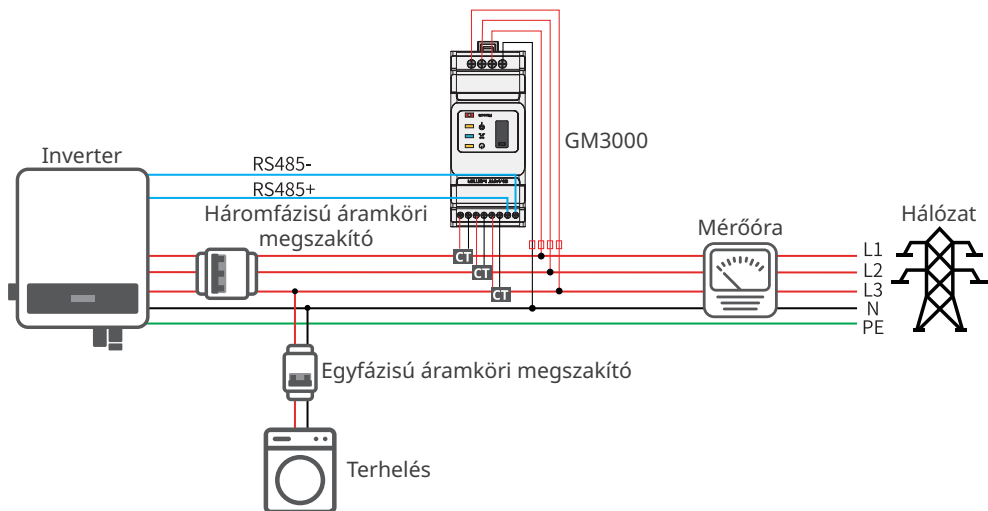 GM3000
Inverter
RS485-
RS485+
Háromfázisú áramköri
megszakító
CT
CT
CT
Mérőóra
Hálózat
L1
L2
L3
N
PE
Egyfázisú áramköri megszakító
Terhelés